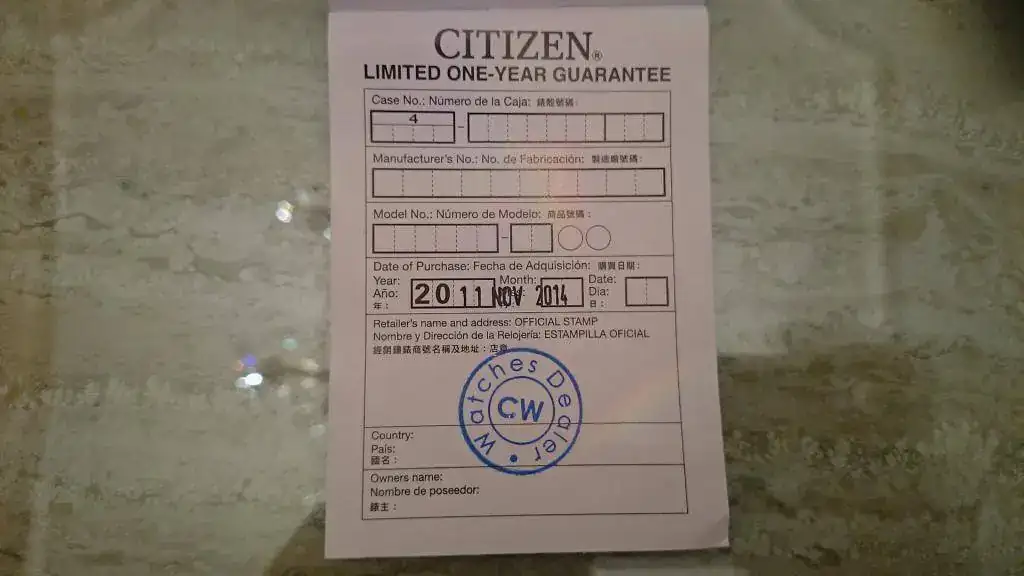 CITIZEN®
LIMITED ONE-YEAR GUARANTEE
Case No.: Número de la Caja: 錶殼號碼:
4
Manufacturer's No.: No. de Fabricación: 製造廠號碼:
Model No.: Número de Modelo: 商品號碼:
Date of Purchase: Fecha de Adquisición: 購買日期:
Year: Month: Date:
Año: 20 11 NOV 2014 Dia:
年: 日:
Retailer's name and address: OFFICIAL STAMP
Nombre y Dirección de la Relojería: ESTAMPILLA OFICIAL
經銷鐘錶商號名稱及地址:店章
Watches Dealer •
CW
Country:
País:
國名:
Owners name:
Nombre de poseedor:
錶主: